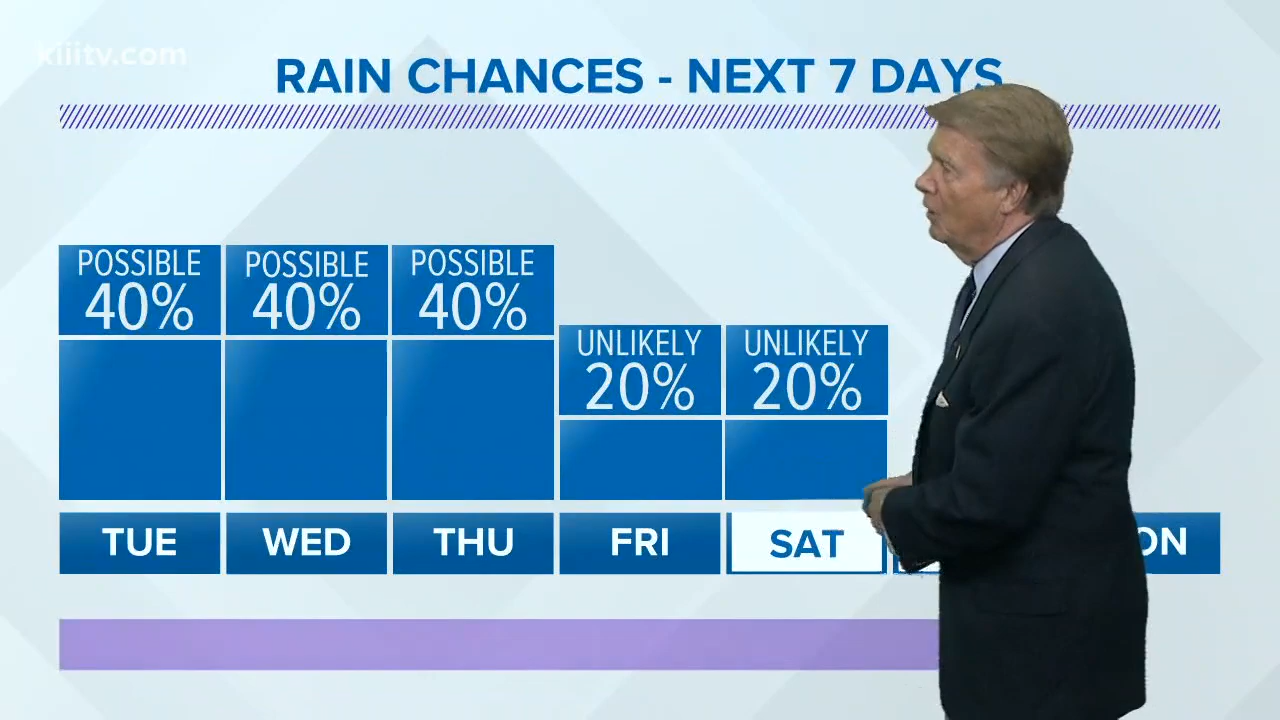 kiiitv.com
RAIN CHANCES - NEXT 7 DAYS
POSSIBLE
40%
POSSIBLE
40%
POSSIBLE
40%
UNLIKELY
20%
UNLIKELY
20%
TUE
WED
THU
FRI
SAT
ON